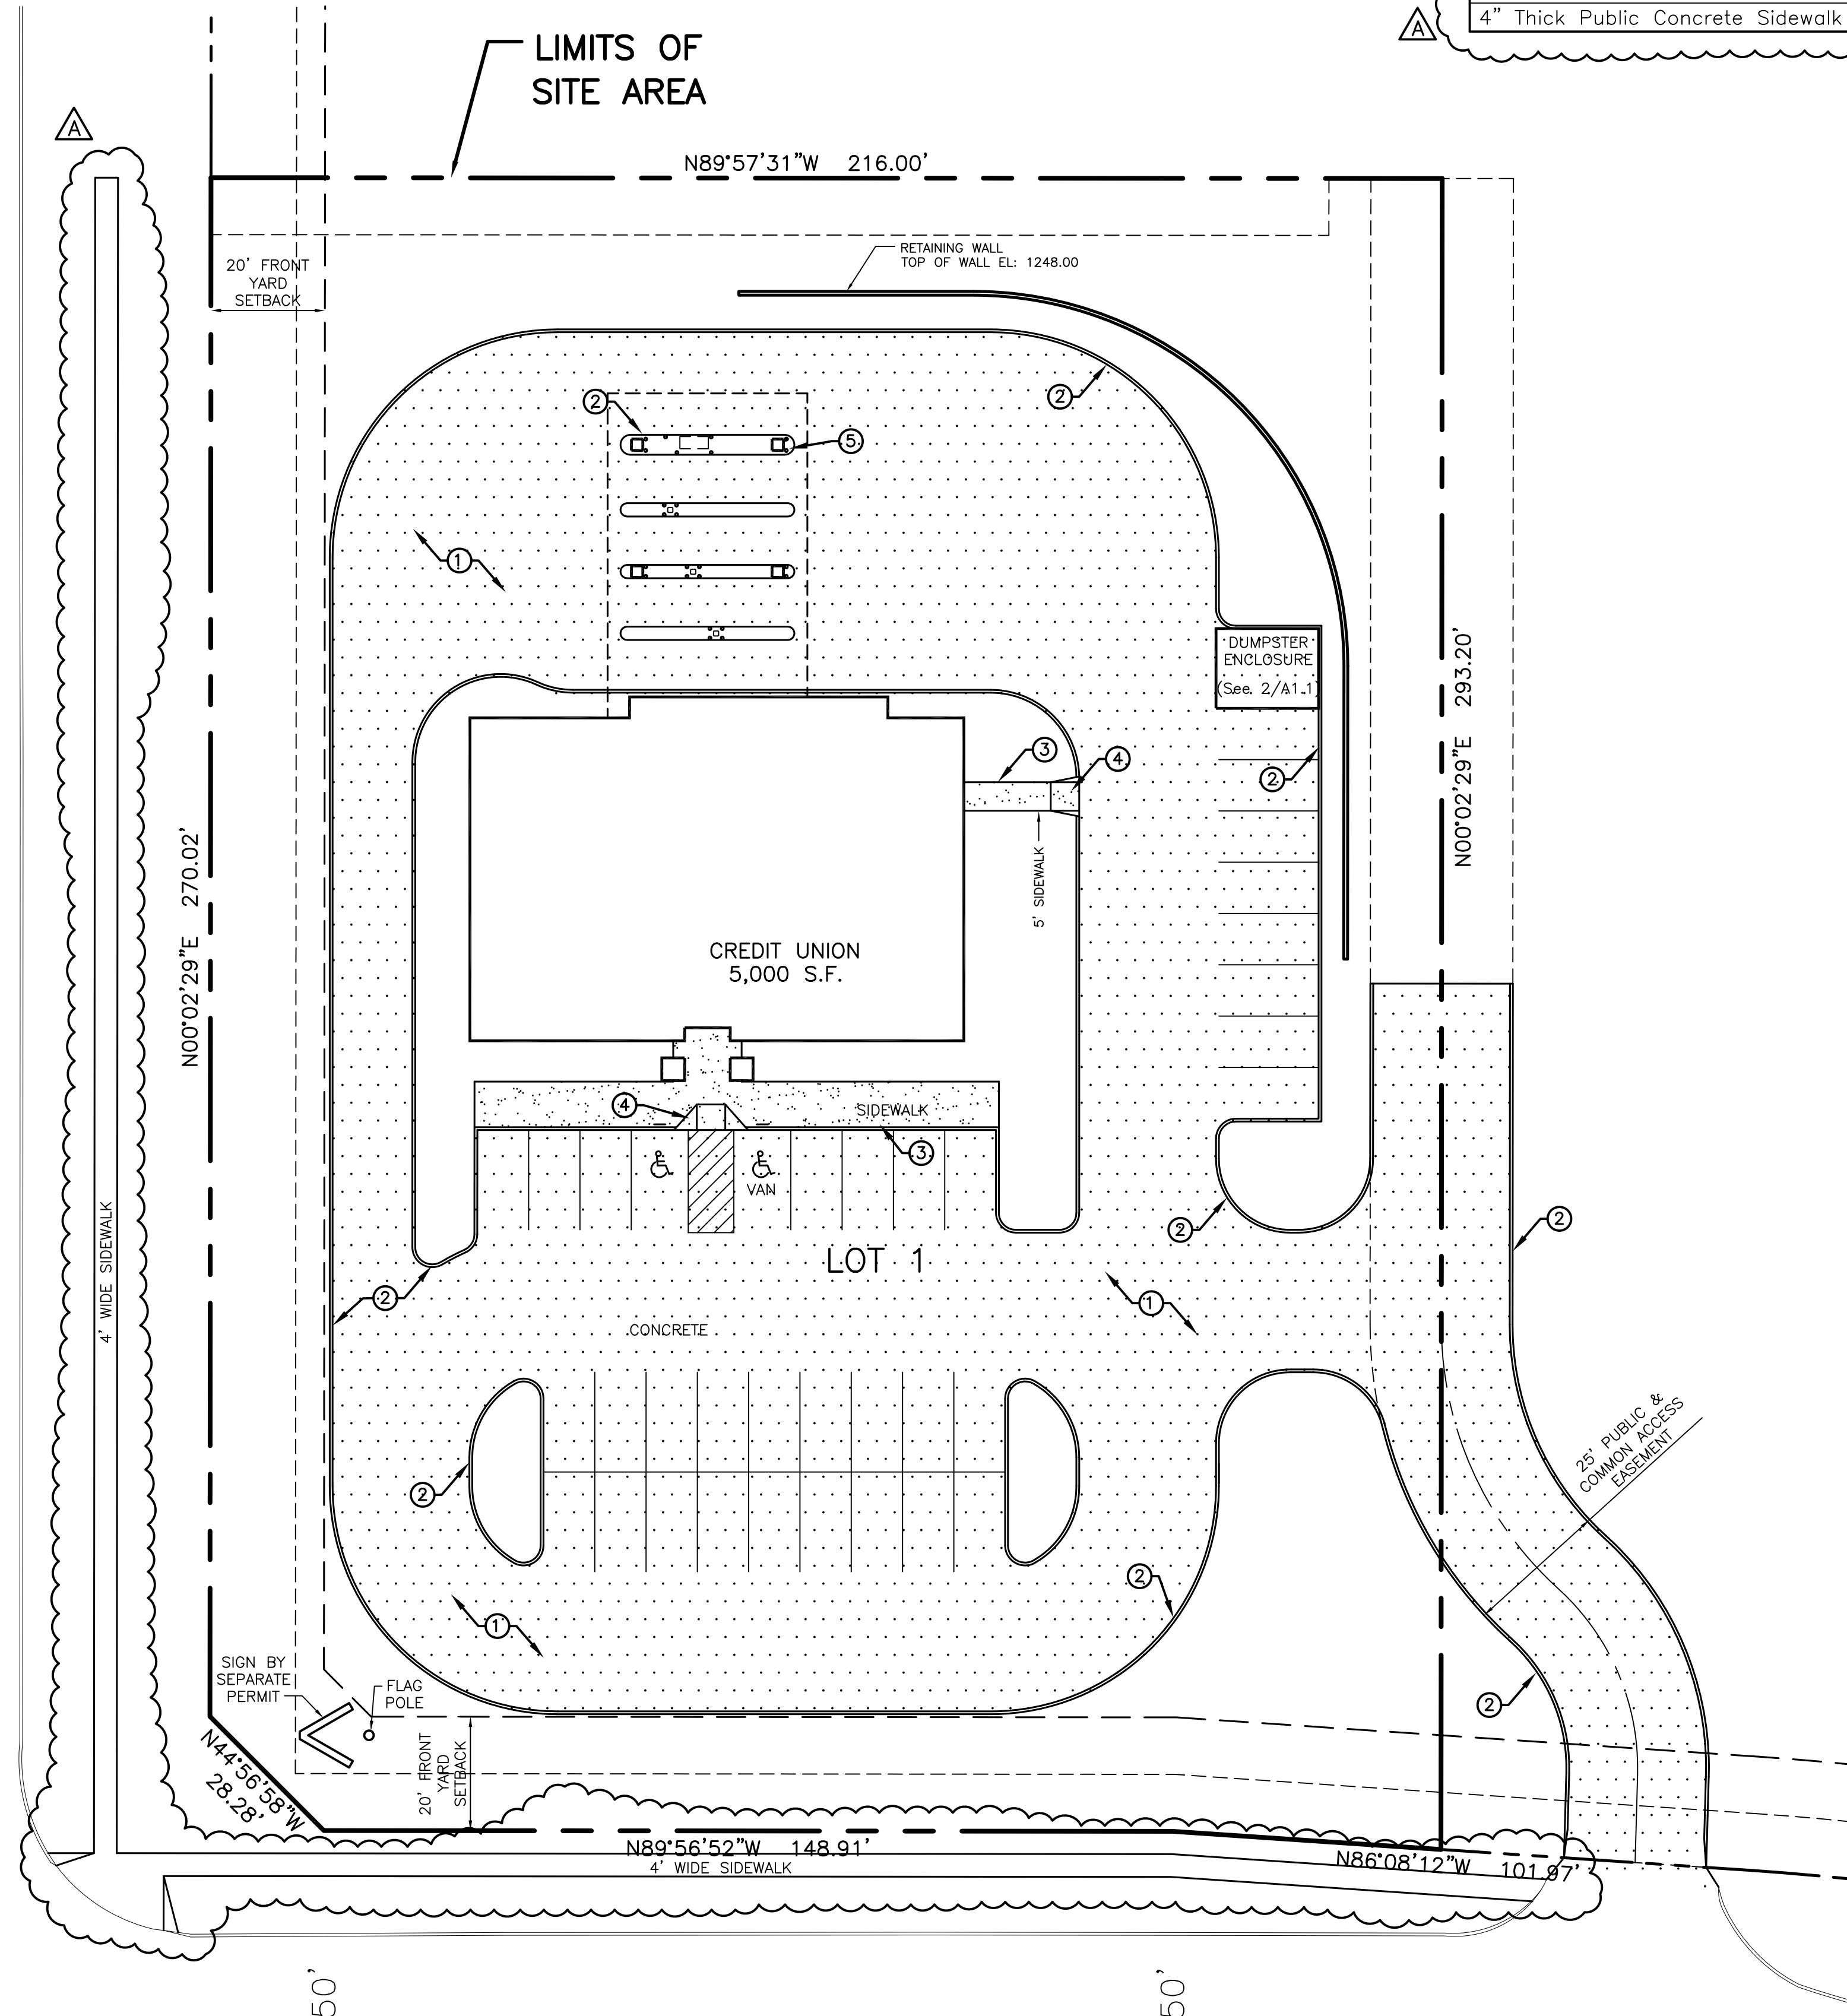 4" Thick Public Concrete Sidewalk
A
LIMITS OF
SITE AREA
A
N89°57'31"W 216.00'
RETAINING WALL
TOP OF WALL EL: 1248.00
20' FRONT
YARD
SETBACK
2
2
5
1
DUMPSTER
ENCLOSURE
(See 2/A1.1)
N00°02'29"E 293.20'
3
4
2
5' SIDEWALK
N00°02'29"E 270.02'
CREDIT UNION
5,000 S.F.
4
SIDEWALK
3
VAN
4' WIDE SIDEWALK
2
2
LOT 1
2
1
CONCRETE
25' PUBLIC &
COMMON ACCESS
EASEMENT
2
2
1
SIGN BY
SEPARATE
PERMIT
FLAG
POLE
2
N44°56'58"W
28.28'
20' FRONT
YARD
SETBACK
N89°56'52"W 148.91'
4' WIDE SIDEWALK
N86°08'12"W 101.97'
50'
50'